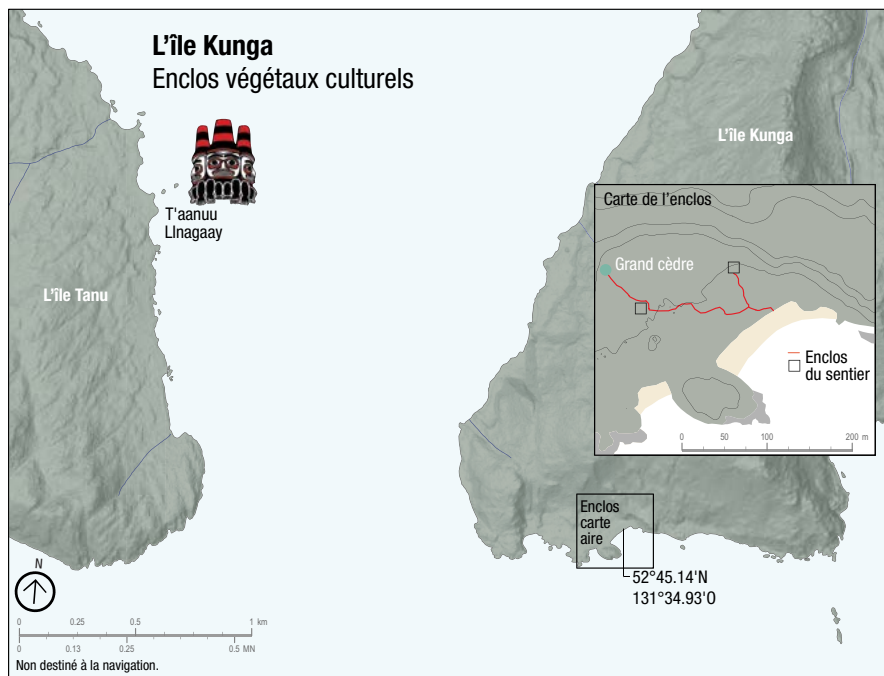 L'île Kunga
Enclos végétaux culturels
T'aanuu
Llnagaay
L'île Tanu
L'île Kunga
Carte de l'enclos
Grand cèdre
Enclos
du sentier
0 50 100 200 m
Enclos
carte
aire
52°45.14'N
131°34.93'O
N
0 0.25 0.5 1 km
0 0.13 0.25 0.5 MN
Non destiné à la navigation.